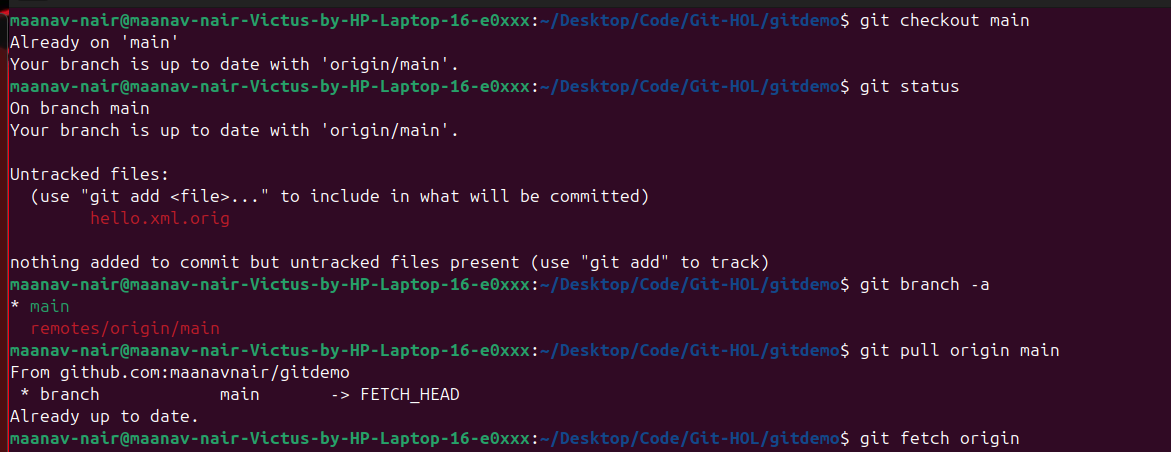 maanav-nair@maanav-nair-Victus-by-HP-Laptop-16-e0xxx:~/Desktop/Code/Git-HOL/gitdemo$ git checkout main
Already on 'main'
Your branch is up to date with 'origin/main'.
maanav-nair@maanav-nair-Victus-by-HP-Laptop-16-e0xxx:~/Desktop/Code/Git-HOL/gitdemo$ git status
On branch main
Your branch is up to date with 'origin/main'.

Untracked files:
  (use "git add <file>..." to include in what will be committed)
        hello.xml.orig

nothing added to commit but untracked files present (use "git add" to track)
maanav-nair@maanav-nair-Victus-by-HP-Laptop-16-e0xxx:~/Desktop/Code/Git-HOL/gitdemo$ git branch -a
* main
  remotes/origin/main
maanav-nair@maanav-nair-Victus-by-HP-Laptop-16-e0xxx:~/Desktop/Code/Git-HOL/gitdemo$ git pull origin main
From github.com:maanavnair/gitdemo
 * branch            main       -> FETCH_HEAD
Already up to date.
maanav-nair@maanav-nair-Victus-by-HP-Laptop-16-e0xxx:~/Desktop/Code/Git-HOL/gitdemo$ git fetch origin